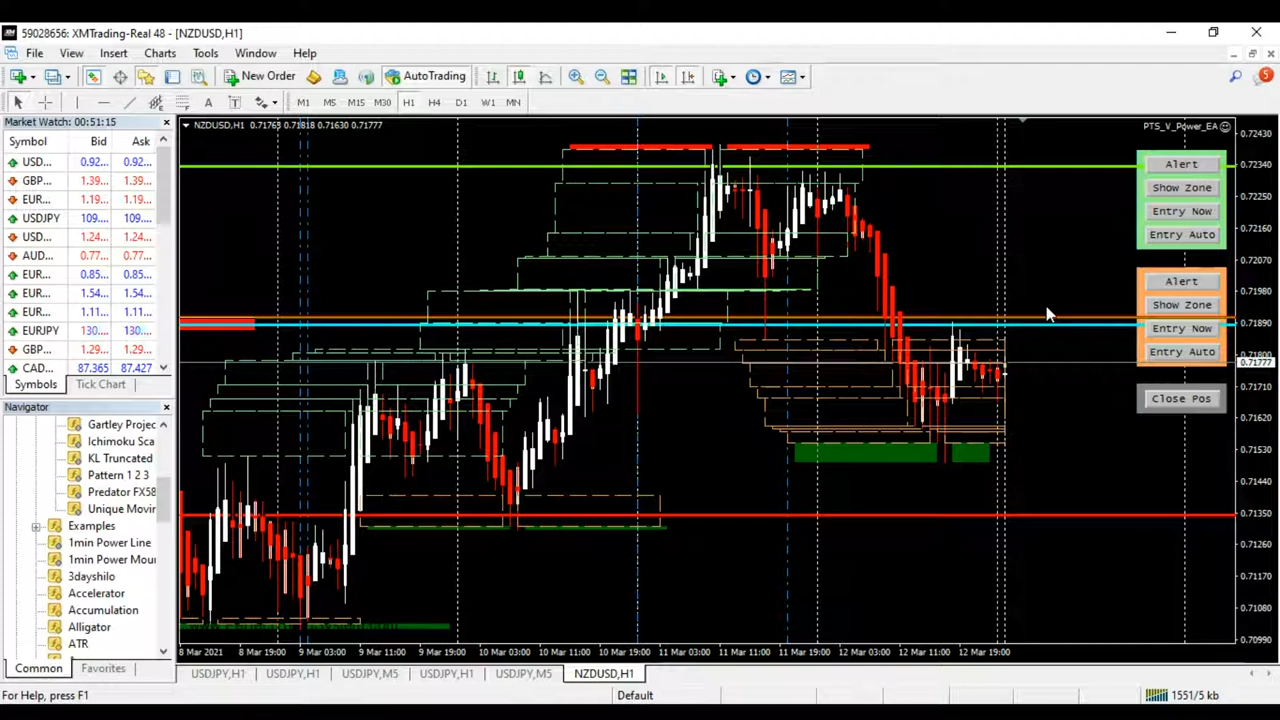 59028656: XMTrading-Real 48 - [NZDUSD,H1]
File View Insert Charts Tools Window Help
New Order AutoTrading 5
A T M1 M5 M15 M30 H1 H4 D1 W1 MN
Market Watch: 00:51:15
Symbol Bid Ask
USD... 0.92... 0.92...
GBP... 1.39... 1.39...
EUR... 1.19... 1.19...
USDJPY 109.... 109....
USD... 1.24... 1.24...
AUD... 0.77... 0.77...
EUR... 0.85... 0.85...
EUR... 1.54... 1.54...
EUR... 1.11... 1.11...
EURJPY 130.... 130....
GBP... 1.29... 1.29...
CAD... 87.365 87.427
Symbols Tick Chart
Navigator
Gartley Projec
Ichimoku Sca
KL Truncated
Pattern 1 2 3
Predator FX58
Unique Movi
Examples
1min Power Line
1min Power Mou
3dayshilo
Accelerator
Accumulation
Alligator
ATR
Common Favorites
NZDUSD,H1 0.71763 0.71818 0.71630 0.71777
PTS_V_Power_EA
Alert
Show Zone
Entry Now
Entry Auto
Alert
Show Zone
Entry Now
Entry Auto
Close Pos
0.72430
0.72340
0.72250
0.72160
0.72070
0.71980
0.71890
0.71800
0.71777
0.71710
0.71620
0.71530
0.71440
0.71350
0.71260
0.71170
0.71080
0.70990
8 Mar 2021 8 Mar 19:00 9 Mar 03:00 9 Mar 11:00 9 Mar 19:00 10 Mar 03:00 10 Mar 11:00 10 Mar 19:00 11 Mar 03:00 11 Mar 11:00 11 Mar 19:00 12 Mar 03:00 12 Mar 11:00 12 Mar 19:00
USDJPY,H1 USDJPY,H1 USDJPY,M5 USDJPY,H1 USDJPY,M5 NZDUSD,H1
For Help, press F1 Default 1551/5 kb